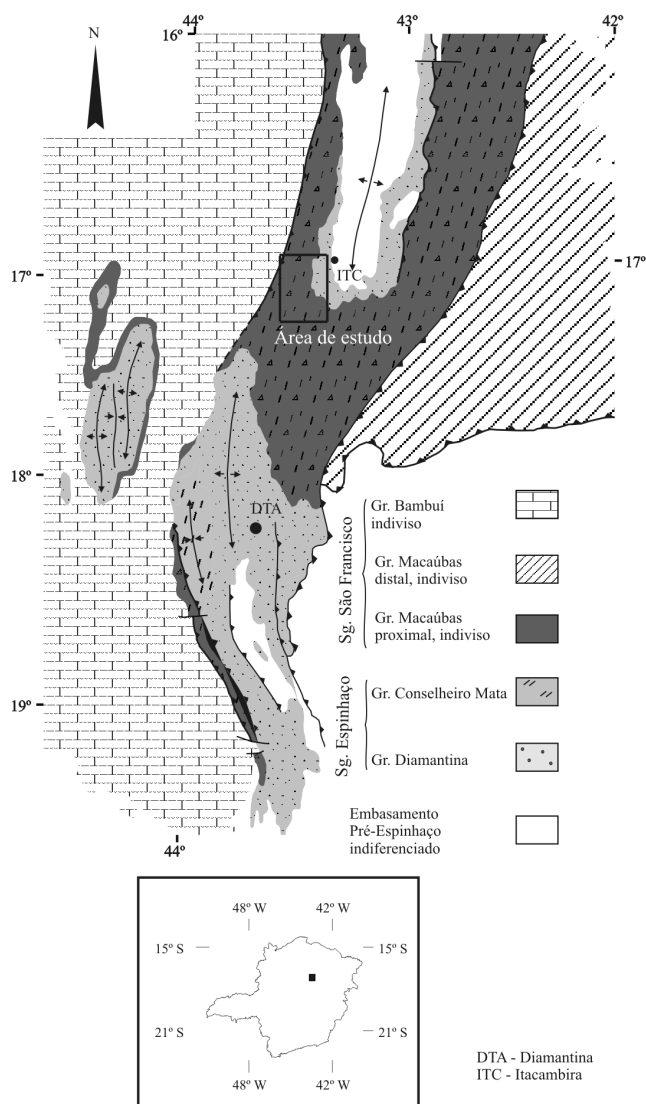 44º
43º
42º
16º
N
17º
17º
ITC
Área de estudo
18º
DTA
19º
44º
Sg. São Francisco
Gr. Bambuí
indiviso
Gr. Macaúbas
distal, indiviso
Gr. Macaúbas
proximal, indiviso
Sg. Espinhaço
Gr. Conselheiro Mata
Gr. Diamantina
Embasamento
Pré-Espinhaço
indiferenciado
48º W
42º W
15º S
15º S
21º S
21º S
48º W
42º W
DTA - Diamantina
ITC - Itacambira